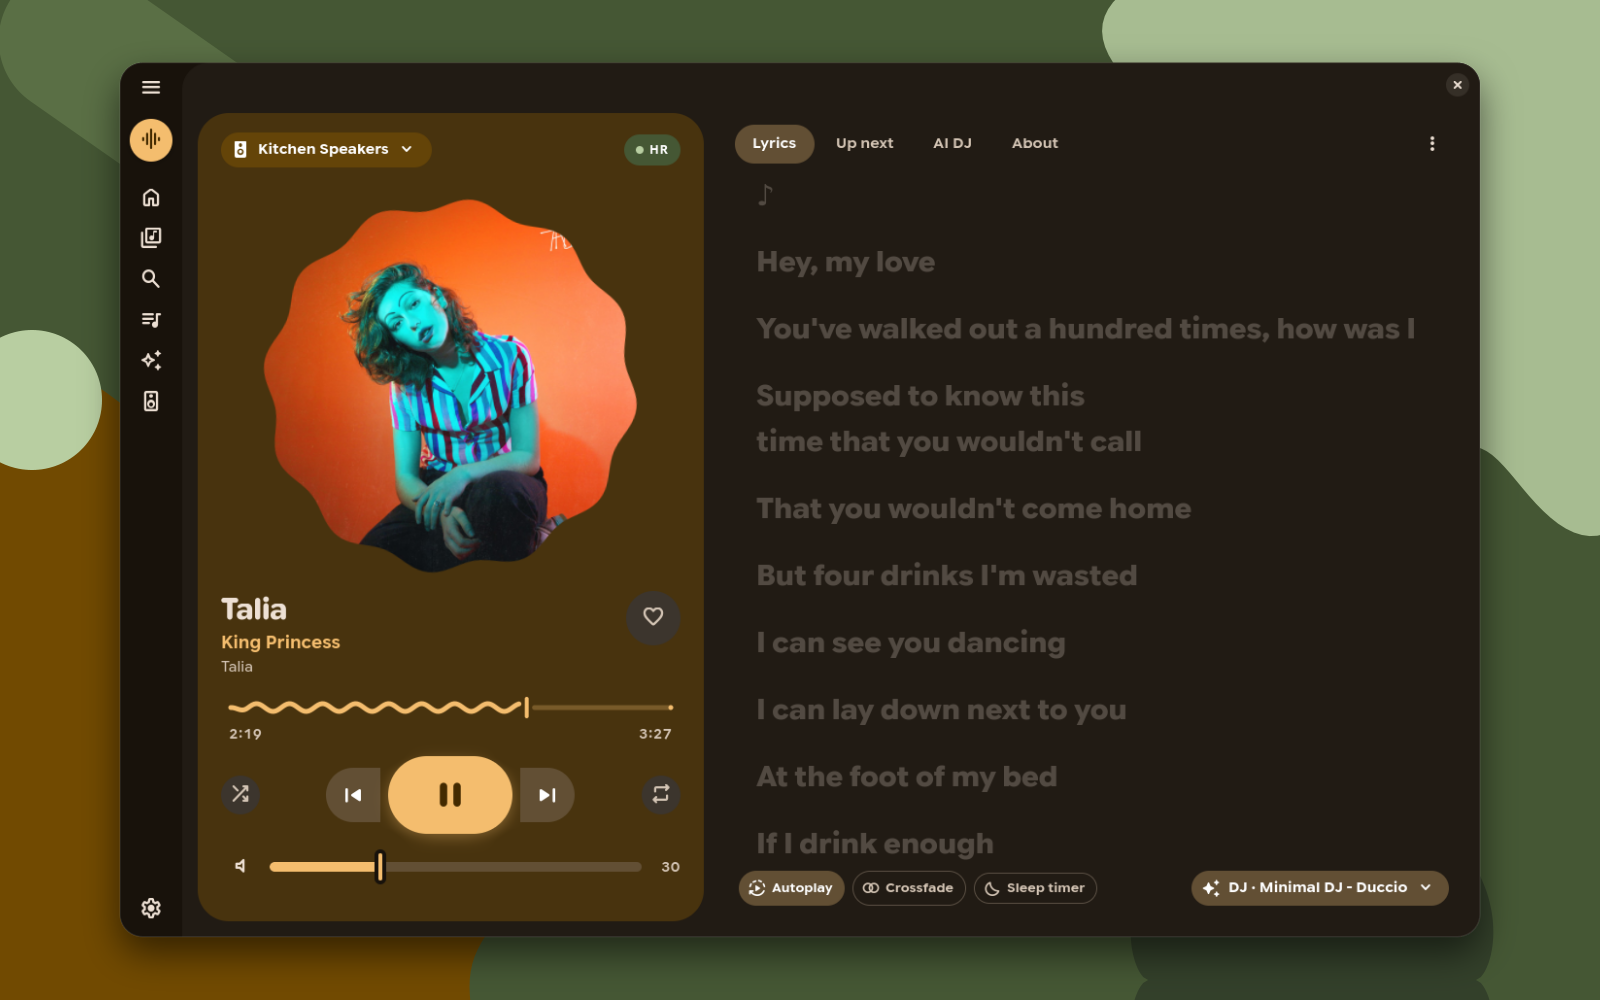 Kitchen Speakers
HR
Talia
King Princess
Talia
2:19
3:27
30
Lyrics
Up next
AI DJ
About
Hey, my love
You've walked out a hundred times, how was I
Supposed to know this
time that you wouldn't call
That you wouldn't come home
But four drinks I'm wasted
I can see you dancing
I can lay down next to you
At the foot of my bed
If I drink enough
Autoplay
Crossfade
Sleep timer
DJ · Minimal DJ - Duccio